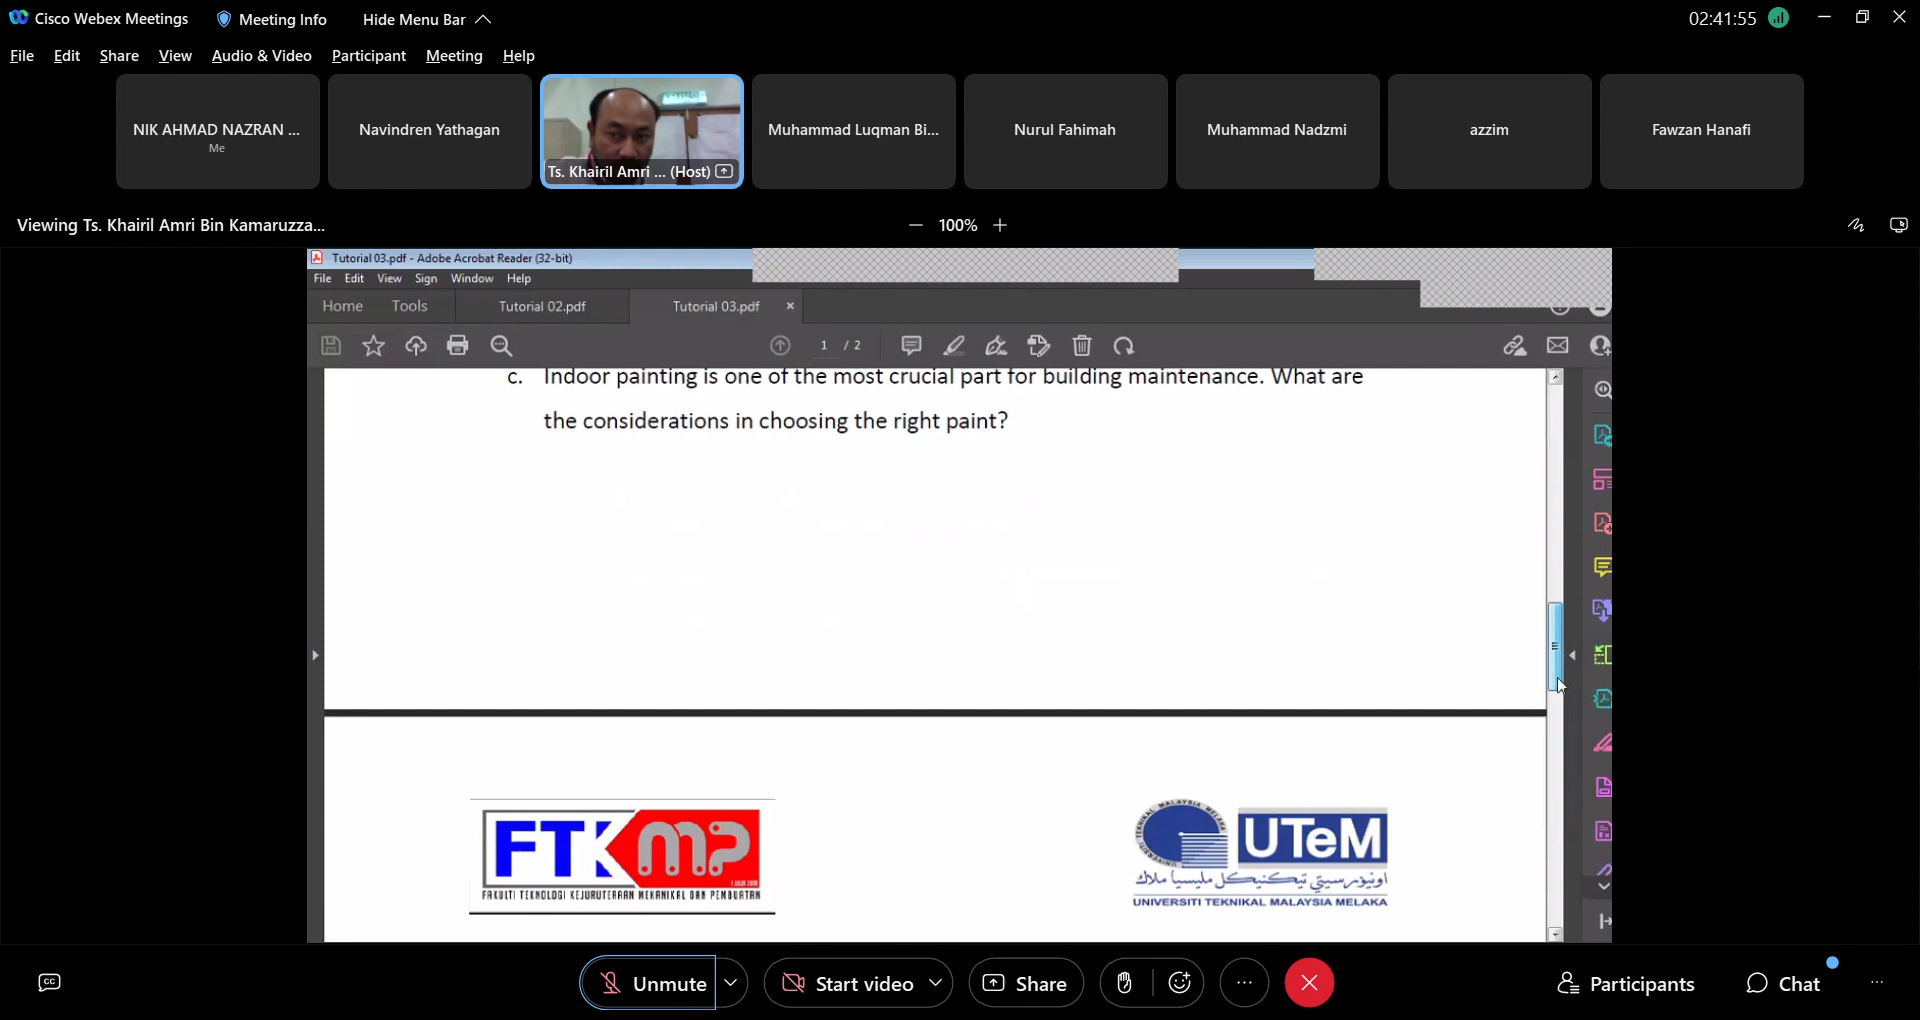 Cisco Webex Meetings Meeting Info Hide Menu Bar 02:41:55
File Edit Share View Audio & Video Participant Meeting Help
NIK AHMAD NAZRAN ...
Me
Navindren Yathagan
Ts. Khairil Amri ... (Host)
Muhammad Luqman Bi...
Nurul Fahimah
Muhammad Nadzmi
azzim
Fawzan Hanafi
Viewing Ts. Khairil Amri Bin Kamaruzza... 100%
Tutorial 03.pdf - Adobe Acrobat Reader (32-bit)
File Edit View Sign Window Help
Home Tools Tutorial 02.pdf Tutorial 03.pdf
1 / 2
c. Indoor painting is one of the most crucial part for building maintenance. What are
the considerations in choosing the right paint?
FTKMP
FAKULTI TEKNOLOGI KEJURUTERAAN MEKANIKAL DAN PEMBUATAN
UTeM
اونيۏرسيتي تيكنيكل مليسيا ملاك
UNIVERSITI TEKNIKAL MALAYSIA MELAKA
CC Unmute Start video Share Participants Chat